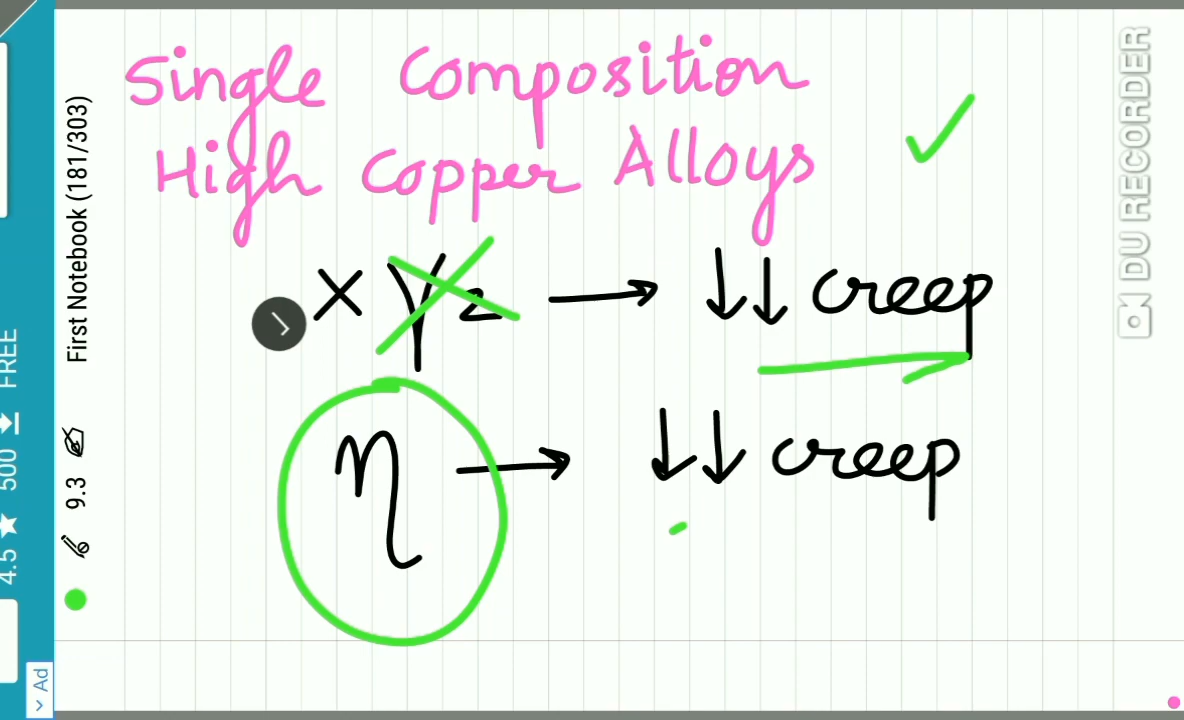 Single Composition
High Copper Alloys
× γ2 → ↓↓ creep
η → ↓↓ creep
First Notebook (181/303)
9.3
4.5 ★ 500 FREE
Ad
DU RECORDER